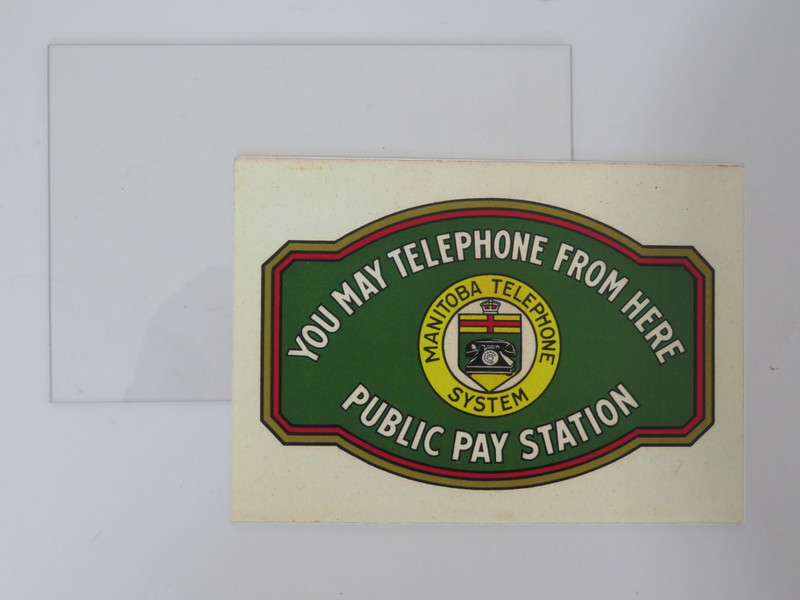 YOU MAY TELEPHONE FROM HERE
MANITOBA TELEPHONE
SYSTEM
PUBLIC PAY STATION